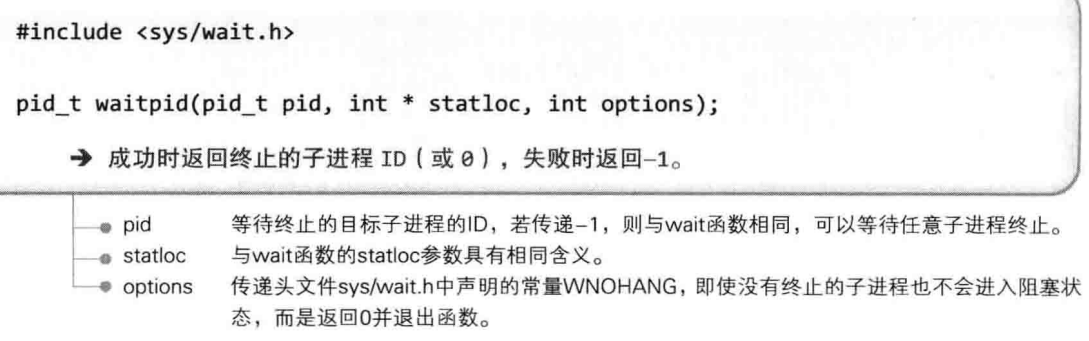 #include <sys/wait.h>
pid_t waitpid(pid_t pid, int * statloc, int options);
➔ 成功时返回终止的子进程 ID（或 0），失败时返回–1。
pid 等待终止的目标子进程的ID，若传递–1，则与wait函数相同，可以等待任意子进程终止。
statloc 与wait函数的statloc参数具有相同含义。
options 传递头文件sys/wait.h中声明的常量WNOHANG，即使没有终止的子进程也不会进入阻塞状
态，而是返回0并退出函数。